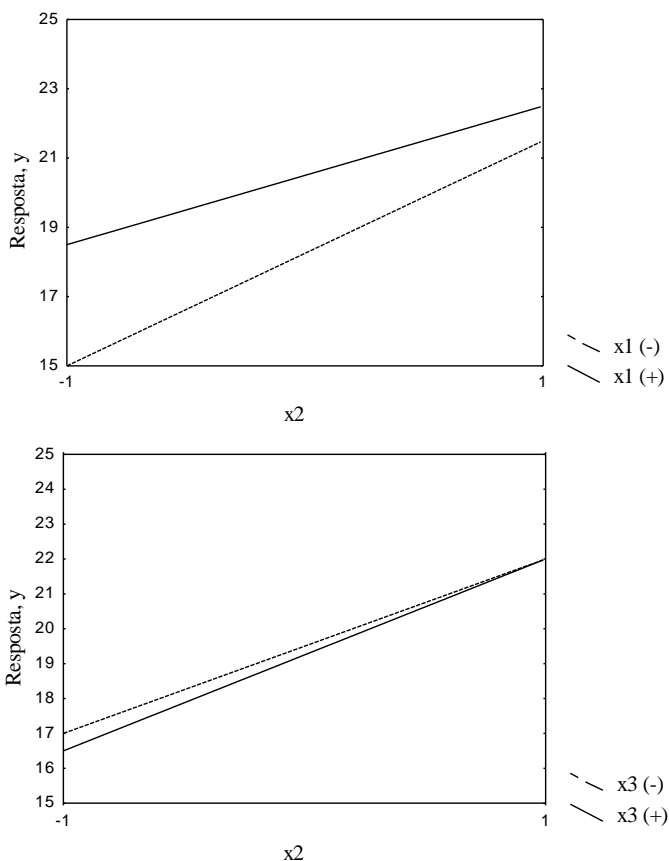 25
23
21
19
17
15
Resposta, y
-1
1
x2
x1 (-)
x1 (+)
25
24
23
22
21
20
19
18
17
16
15
Resposta, y
-1
1
x2
x3 (-)
x3 (+)